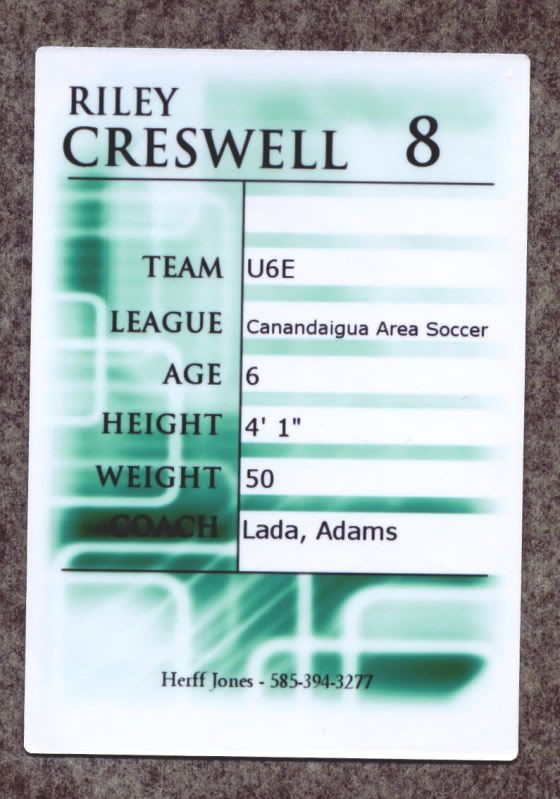 RILEY
CRESWELL 8
TEAM U6E
LEAGUE Canandaigua Area Soccer
AGE 6
HEIGHT 4' 1"
WEIGHT 50
COACH Lada, Adams
Herff Jones - 585-394-3277